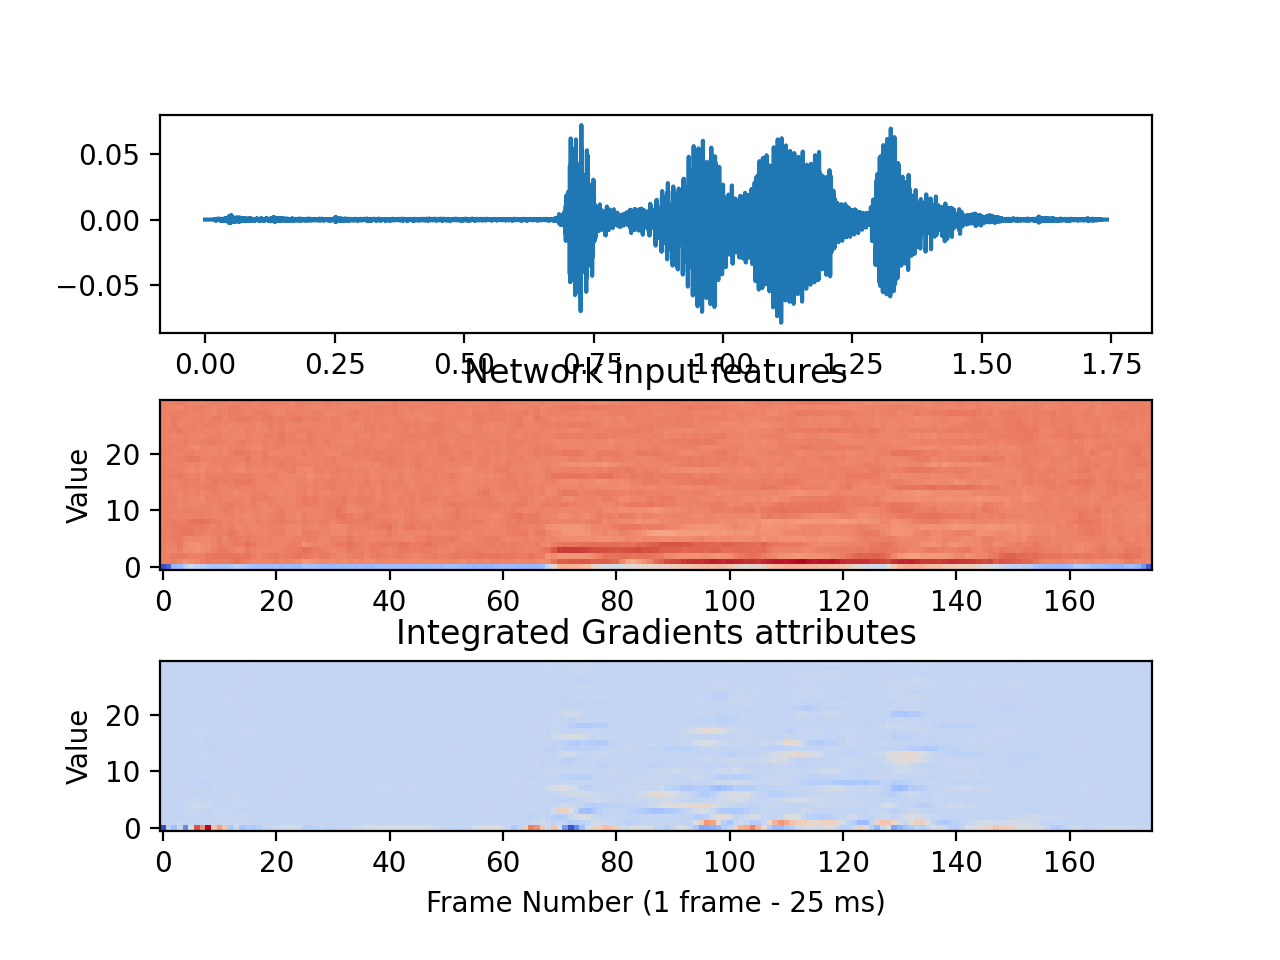 0.05
0.00
−0.05
0.00 0.25 0.50 0.75 1.00 1.25 1.50 1.75
Network input features
Value
20
10
0
0 20 40 60 80 100 120 140 160
Integrated Gradients attributes
Value
20
10
0
0 20 40 60 80 100 120 140 160
Frame Number (1 frame - 25 ms)